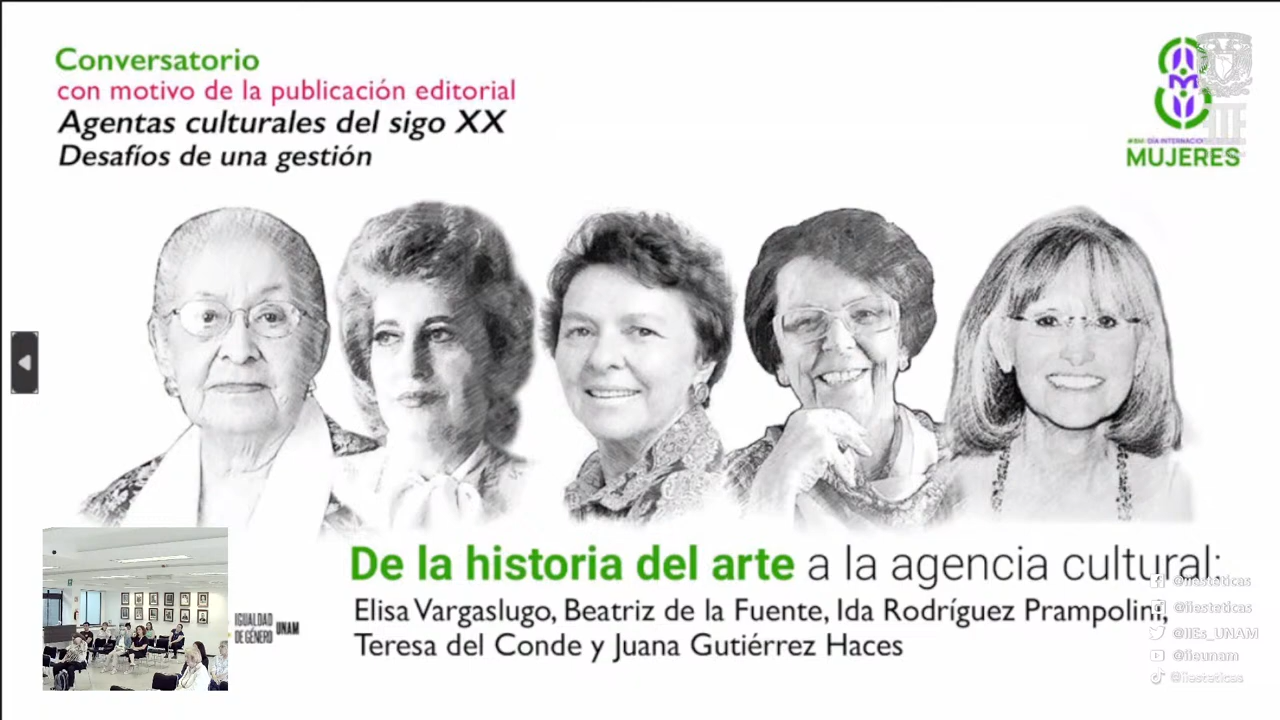 Conversatorio
con motivo de la publicación editorial
Agentas culturales del sigo XX
Desafíos de una gestión
MUJERES
De la historia del arte a la agencia cultural:
Elisa Vargaslugo, Beatriz de la Fuente, Ida Rodríguez Prampolini,
Teresa del Conde y Juana Gutiérrez Haces
IGUALDAD
DE GÉNERO UNAM
@iiesteticas
@iiesteticas
@IIEs_UNAM
@iieunam
@iiesteticas